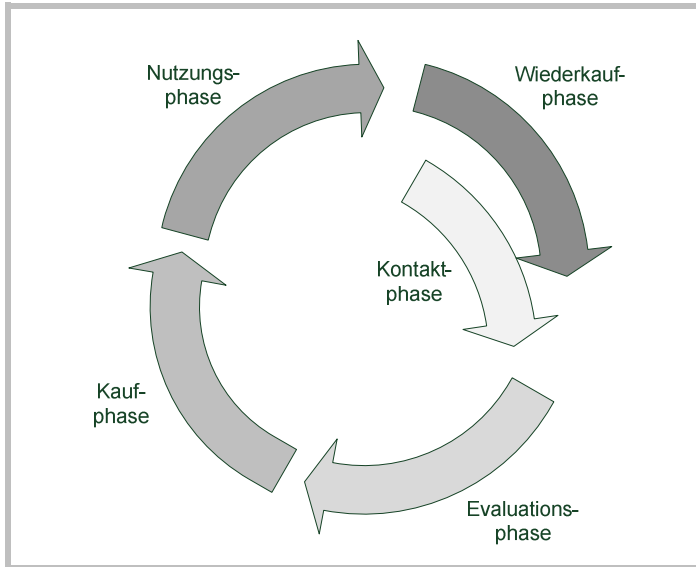 Nutzungs-
phase
Wiederkauf-
phase
Kontakt-
phase
Kauf-
phase
Evaluations-
phase